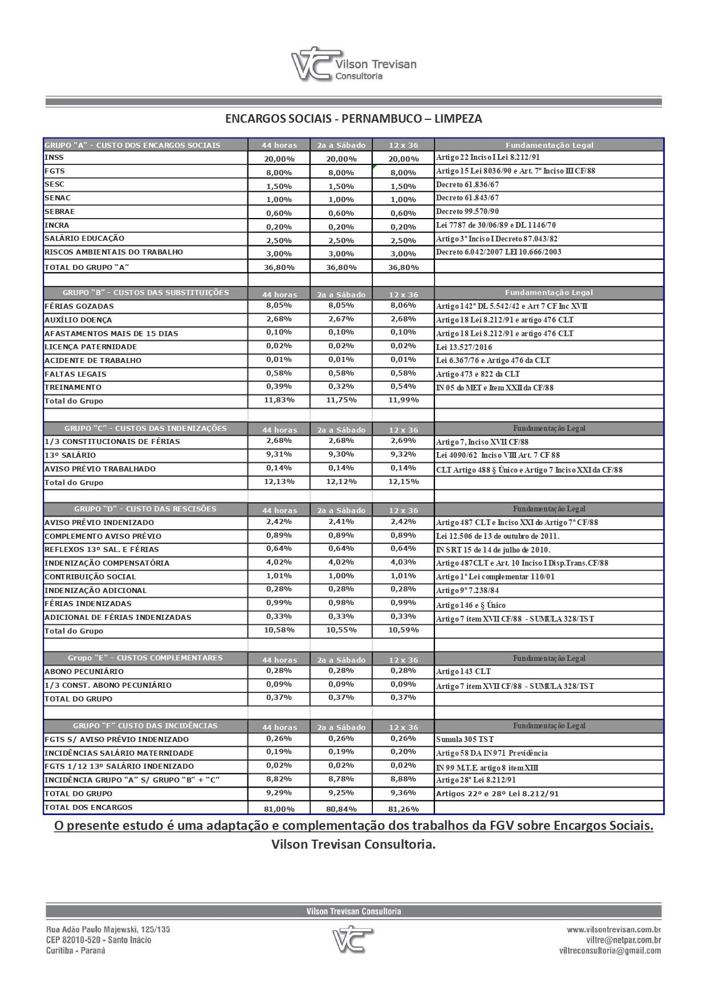 VTC Vilson Trevisan
Consultoria
ENCARGOS SOCIAIS - PERNAMBUCO – LIMPEZA
GRUPO "A" - CUSTO DOS ENCARGOS SOCIAIS 44 horas 2a a Sábado 12 x 36 Fundamentação Legal
INSS 20,00% 20,00% 20,00% Artigo 22 Inciso I Lei 8.212/91
FGTS 8,00% 8,00% 8,00% Artigo 15 Lei 8036/90 e Art. 7º Inciso III CF/88
SESC 1,50% 1,50% 1,50% Decreto 61.836/67
SENAC 1,00% 1,00% 1,00% Decreto 61.843/67
SEBRAE 0,60% 0,60% 0,60% Decreto 99.570/90
INCRA 0,20% 0,20% 0,20% Lei 7787 de 30/06/89 e DL 1146/70
SALÁRIO EDUCAÇÃO 2,50% 2,50% 2,50% Artigo 3º Inciso I Decreto 87.043/82
RISCOS AMBIENTAIS DO TRABALHO 3,00% 3,00% 3,00% Decreto 6.042/2007 LEI 10.666/2003
TOTAL DO GRUPO “A” 36,80% 36,80% 36,80%
GRUPO “B” - CUSTOS DAS SUBSTITUIÇÕES 44 horas 2a a Sábado 12 x 36 Fundamentação Legal
FÉRIAS GOZADAS 8,05% 8,05% 8,06% Artigo 142º DL 5.542/42 e Art 7 CF Inc XVII
AUXÍLIO DOENÇA 2,68% 2,67% 2,68% Artigo 18 Lei 8.212/91 e artigo 476 CLT
AFASTAMENTOS MAIS DE 15 DIAS 0,10% 0,10% 0,10% Artigo 18 Lei 8.212/91 e artigo 476 CLT
LICENÇA PATERNIDADE 0,02% 0,02% 0,02% Lei 13.527/2016
ACIDENTE DE TRABALHO 0,01% 0,01% 0,01% Lei 6.367/76 e Artigo 476 da CLT
FALTAS LEGAIS 0,58% 0,58% 0,58% Artigo 473 e 822 da CLT
TREINAMENTO 0,39% 0,32% 0,54% IN 05 do MET e Item XXII da CF/88
Total do Grupo 11,83% 11,75% 11,99%
GRUPO “C” - CUSTOS DAS INDENIZAÇÕES 44 horas 2a a Sábado 12 x 36 Fundamentação Legal
1/3 CONSTITUCIONAIS DE FÉRIAS 2,68% 2,68% 2,69% Artigo 7, Inciso XVII CF/88
13º SALÁRIO 9,31% 9,30% 9,32% Lei 4090/62 Inciso VIII Art. 7 CF 88
AVISO PRÉVIO TRABALHADO 0,14% 0,14% 0,14% CLT Artigo 488 § Único e Artigo 7 Inciso XXI da CF/88
Total do Grupo 12,13% 12,12% 12,15%
GRUPO “D” - CUSTO DAS RESCISÕES 44 horas 2a a Sábado 12 x 36 Fundamentação Legal
AVISO PRÉVIO INDENIZADO 2,42% 2,41% 2,42% Artigo 487 CLT e Inciso XXI do Artigo 7º CF/88
COMPLEMENTO AVISO PRÉVIO 0,89% 0,89% 0,89% Lei 12.506 de 13 de outubro de 2011.
REFLEXOS 13º SAL. E FÉRIAS 0,64% 0,64% 0,64% IN SRT 15 de 14 de julho de 2010.
INDENIZAÇÃO COMPENSATÓRIA 4,02% 4,02% 4,03% Artigo 487CLT e Art. 10 Inciso I Disp.Trans.CF/88
CONTRIBUIÇÃO SOCIAL 1,01% 1,00% 1,01% Artigo 1º Lei complementar 110/01
INDENIZAÇÃO ADICIONAL 0,28% 0,28% 0,28% Artigo 9º 7.238/84
FÉRIAS INDENIZADAS 0,99% 0,98% 0,99% Artigo 146 e § Único
ADICIONAL DE FÉRIAS INDENIZADAS 0,33% 0,33% 0,33% Artigo 7 item XVII CF/88 - SUMULA 328/TST
Total do Grupo 10,58% 10,55% 10,59%
Grupo “E” - CUSTOS COMPLEMENTARES 44 horas 2a a Sábado 12 x 36 Fundamentação Legal
ABONO PECUNIÁRIO 0,28% 0,28% 0,28% Artigo 143 CLT
1/3 CONST. ABONO PECUNIÁRIO 0,09% 0,09% 0,09% Artigo 7 item XVII CF/88 - SUMULA 328/TST
TOTAL DO GRUPO 0,37% 0,37% 0,37%
GRUPO “F” CUSTO DAS INCIDÊNCIAS 44 horas 2a a Sábado 12 x 36 Fundamentação Legal
FGTS S/ AVISO PRÉVIO INDENIZADO 0,26% 0,26% 0,26% Sumula 305 TST
INCIDÊNCIAS SALÁRIO MATERNIDADE 0,19% 0,19% 0,20% Artigo 58 DA IN 971 Previdência
FGTS 1/12 13º SALÁRIO INDENIZADO 0,02% 0,02% 0,02% IN 99 M.T.E. artigo 8 item XIII
INCIDÊNCIA GRUPO “A” S/ GRUPO “B” + “C” 8,82% 8,78% 8,88% Artigo 28º Lei 8.212/91
TOTAL DO GRUPO 9,29% 9,25% 9,36% Artigos 22º e 28º Lei 8.212/91
TOTAL DOS ENCARGOS 81,00% 80,84% 81,26%
O presente estudo é uma adaptação e complementação dos trabalhos da FGV sobre Encargos Sociais.
Vilson Trevisan Consultoria.
Vilson Trevisan Consultoria
Rua Adão Paulo Majewski, 125/135 VTC www.vilsontrevisan.com.br
CEP 82010-520 - Santo Inácio viltre@netpar.com.br
Curitiba - Paraná viltreconsultoria@gmail.com